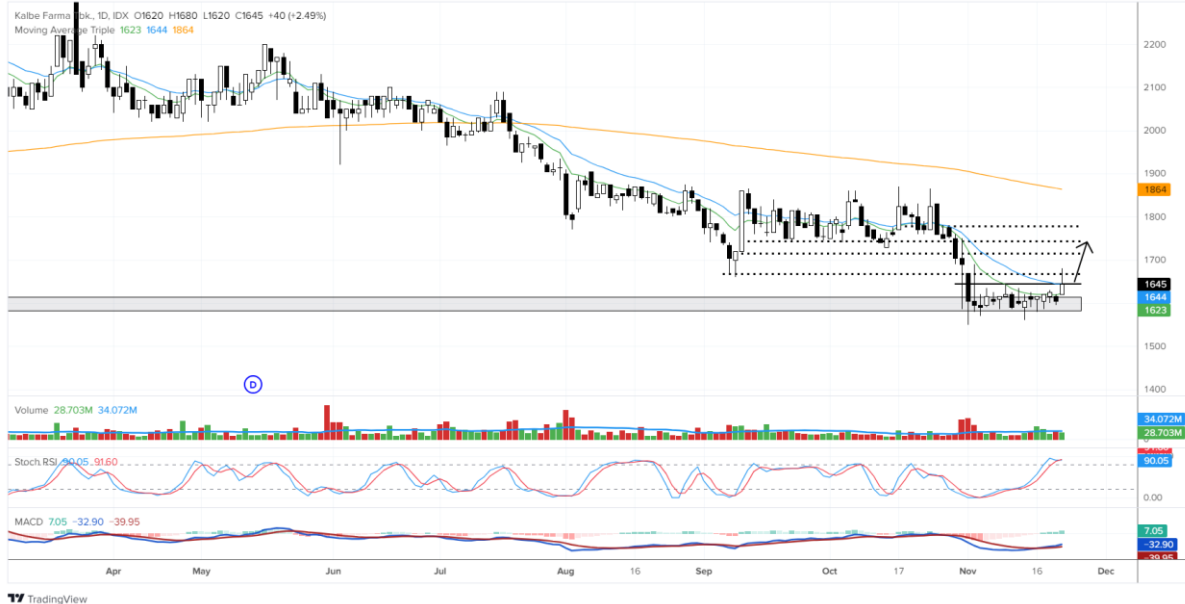 Kalbe Farma Tbk., 1D, IDX O1620 H1680 L1620 C1645 +40 (+2.49%)
Moving Average Triple 1623 1644 1864
2200
2100
2000
1900
1864
1800
1700
1645
1644
1623
1500
1400
D
Volume 28.703M 34.072M
34.072M
28.703M
Stoch RSI 90.05 91.60
90.05
0.00
MACD 7.05 -32.90 -39.95
7.05
-32.90
-39.95
Apr May Jun Jul Aug 16 Sep Oct 17 Nov 16 Dec
TradingView